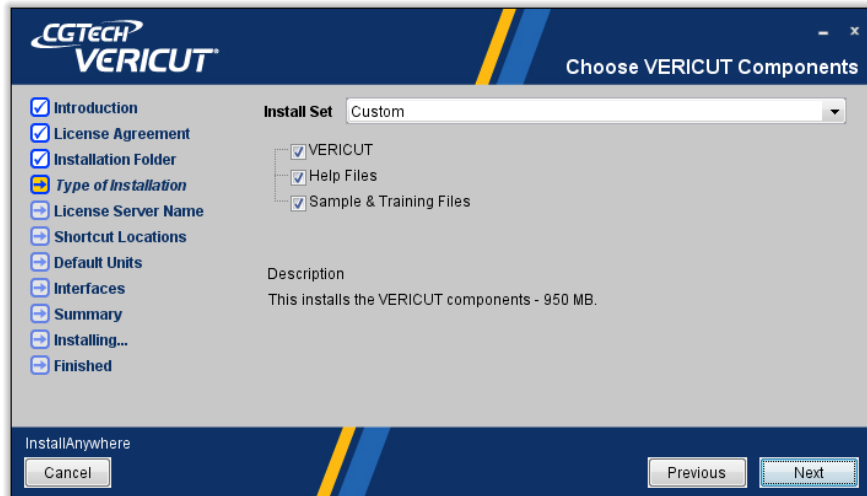 CGTECH
VERICUT®
Choose VERICUT Components
Introduction
License Agreement
Installation Folder
Type of Installation
License Server Name
Shortcut Locations
Default Units
Interfaces
Summary
Installing...
Finished
Install Set Custom
VERICUT
Help Files
Sample & Training Files
Description
This installs the VERICUT components - 950 MB.
InstallAnywhere
Cancel
Previous
Next